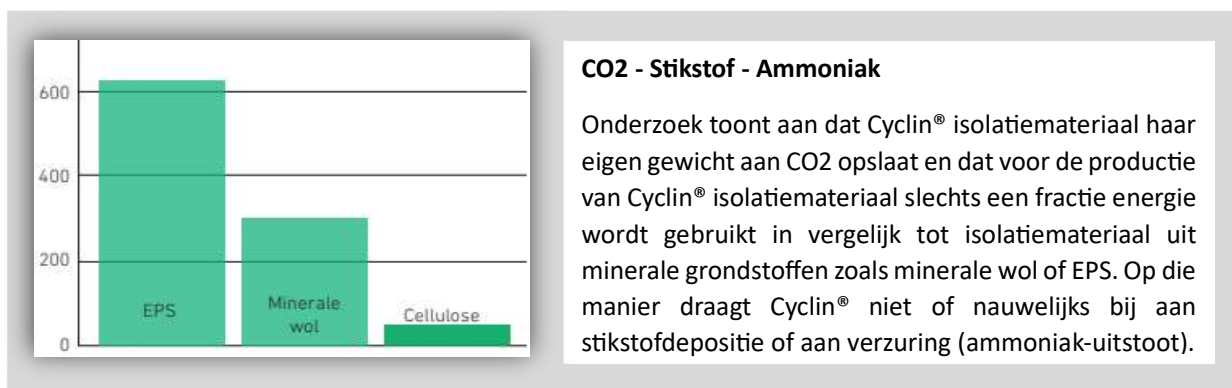 600
400
200
0
EPS
Minerale
wol
Cellulose
CO2 - Stikstof - Ammoniak
Onderzoek toont aan dat Cyclin® isolatiemateriaal haar
eigen gewicht aan CO2 opslaat en dat voor de productie
van Cyclin® isolatiemateriaal slechts een fractie energie
wordt gebruikt in vergelijk tot isolatiemateriaal uit
minerale grondstoffen zoals minerale wol of EPS. Op die
manier draagt Cyclin® niet of nauwelijks bij aan
stikstofdepositie of aan verzuring (ammoniak-uitstoot).